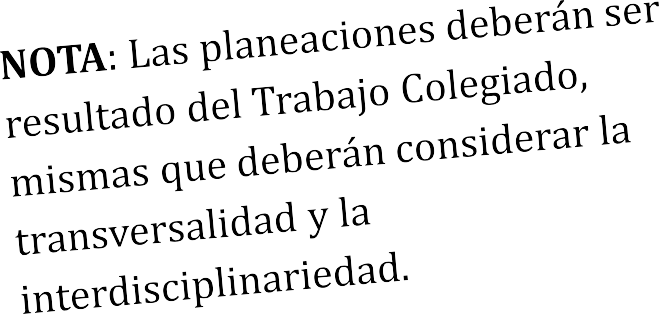 NOTA: Las planeaciones deberán ser
resultado del Trabajo Colegiado,
mismas que deberán considerar la
transversalidad y la
interdisciplinariedad.